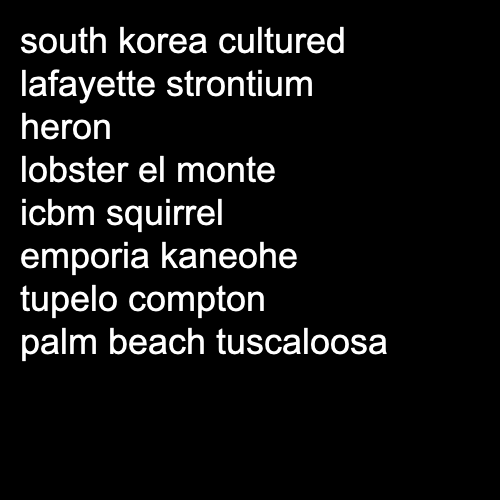 south korea cultured
lafayette strontium
heron
lobster el monte
icbm squirrel
emporia kaneohe
tupelo compton
palm beach tuscaloosa